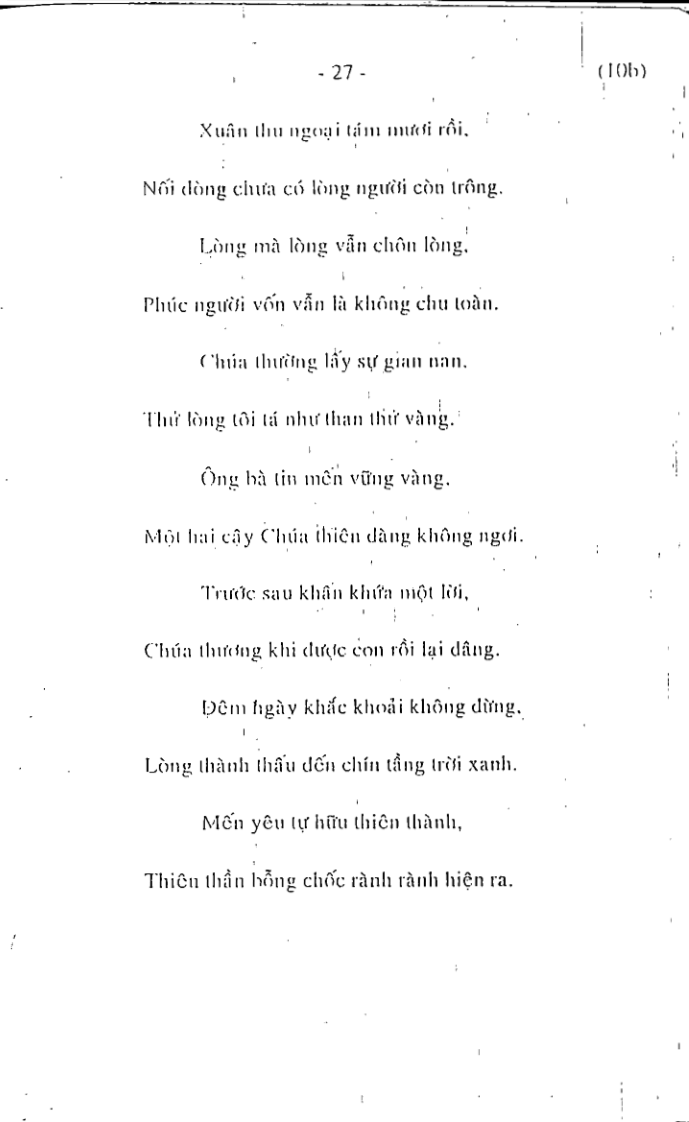 - 27 -
(10b)
Xuân thu ngoại tám mươi rồi,
Nối dòng chưa có lòng người còn trông.
Lòng mà lòng vẫn chôn lòng,
Phúc người vốn vẫn là không chu toàn.
Chúa thường lấy sự gian nan,
Thử lòng tôi tá như than thử vàng.
Ông bà tin mến vững vàng,
Một hai cậy Chúa thiên đàng không ngơi.
Trước sau khấn khứa một lời,
Chúa thương khi được con rồi lại dâng.
Đêm ngày khắc khoải không đừng,
Lòng thành thấu đến chín tầng trời xanh.
Mến yêu tự hữu thiên thành,
Thiên thần bỗng chốc rành rành hiện ra.